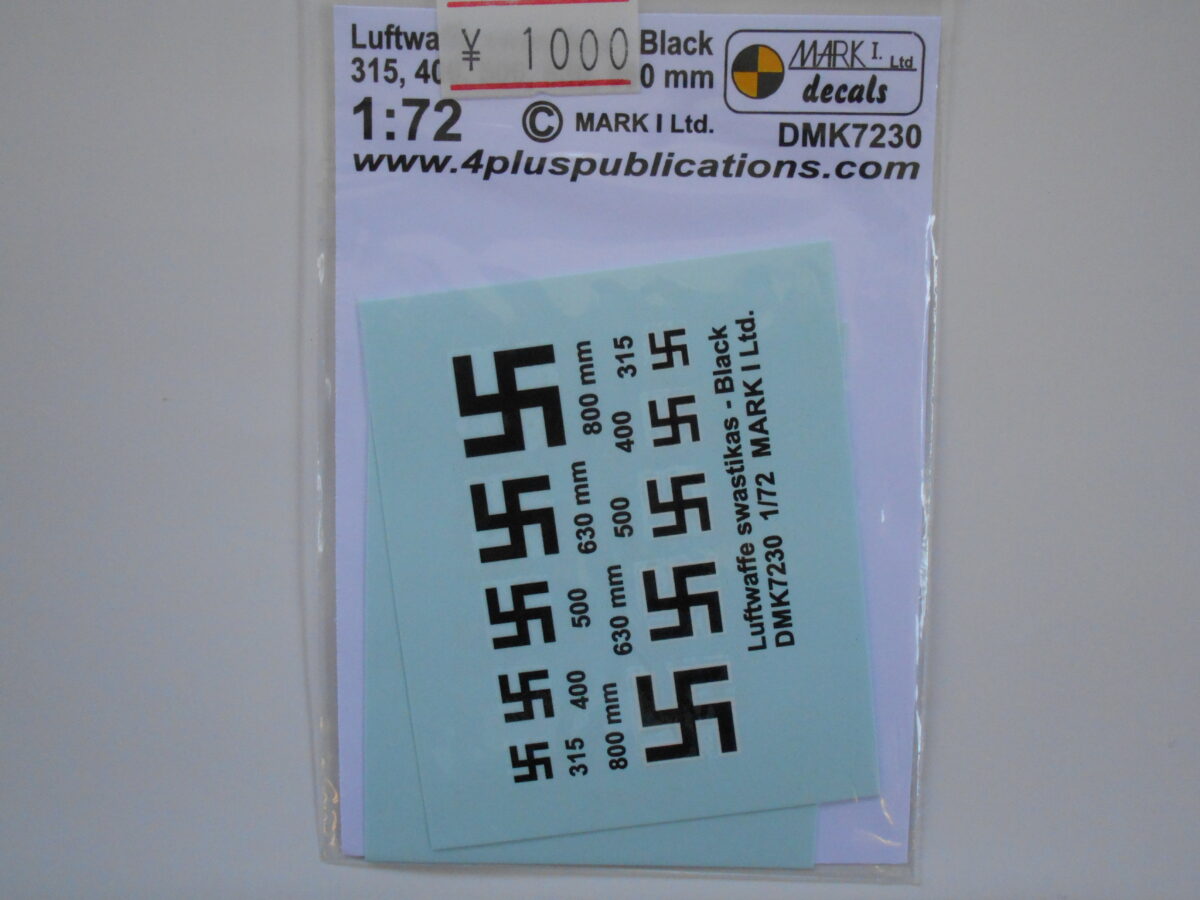 Luftwa Black
315, 40 0 mm
¥ 1000
MARK I. Ltd
decals
1:72 © MARK I Ltd. DMK7230
www.4pluspublications.com
800 mm
630 mm
500
400
315
315
400
500
630 mm
800 mm
Luftwaffe swastikas - Black
DMK7230 1/72 MARK I Ltd.